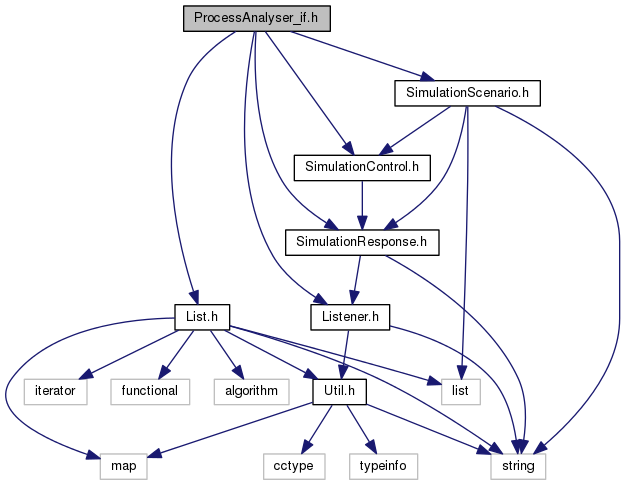 ProcessAnalyser_if.h
SimulationScenario.h
SimulationControl.h
SimulationResponse.h
List.h
Listener.h
iterator
functional
algorithm
Util.h
list
map
cctype
typeinfo
string